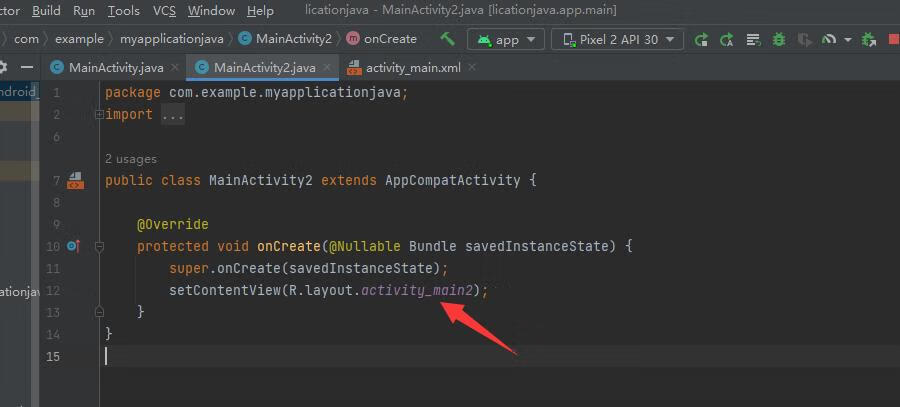 tor Build Run Tools VCS Window Help licationjava - MainActivity2.java [licationjava.app.main]
com example myapplicationjava MainActivity2 onCreate app Pixel 2 API 30
MainActivity.java MainActivity2.java activity_main.xml
1 package com.example.myapplicationjava;
ndroid_
2 import ...
6
2 usages
7 public class MainActivity2 extends AppCompatActivity {
8
9 @Override
10 protected void onCreate(@Nullable Bundle savedInstanceState) {
11 super.onCreate(savedInstanceState);
12 setContentView(R.layout.activity_main2);
ationjav
13 }
14 }
15